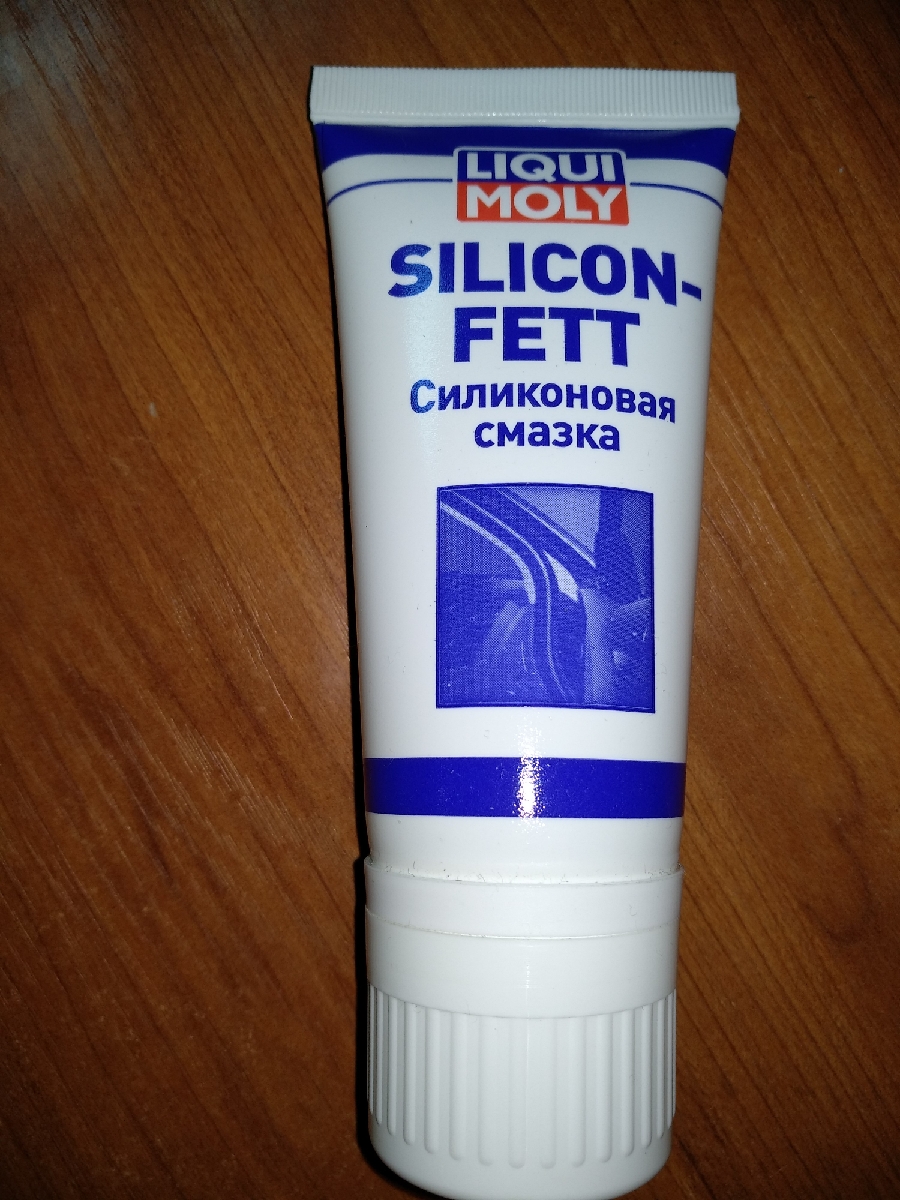 LIQUI
MOLY
SILICON-
FETT
Силиконовая
смазка